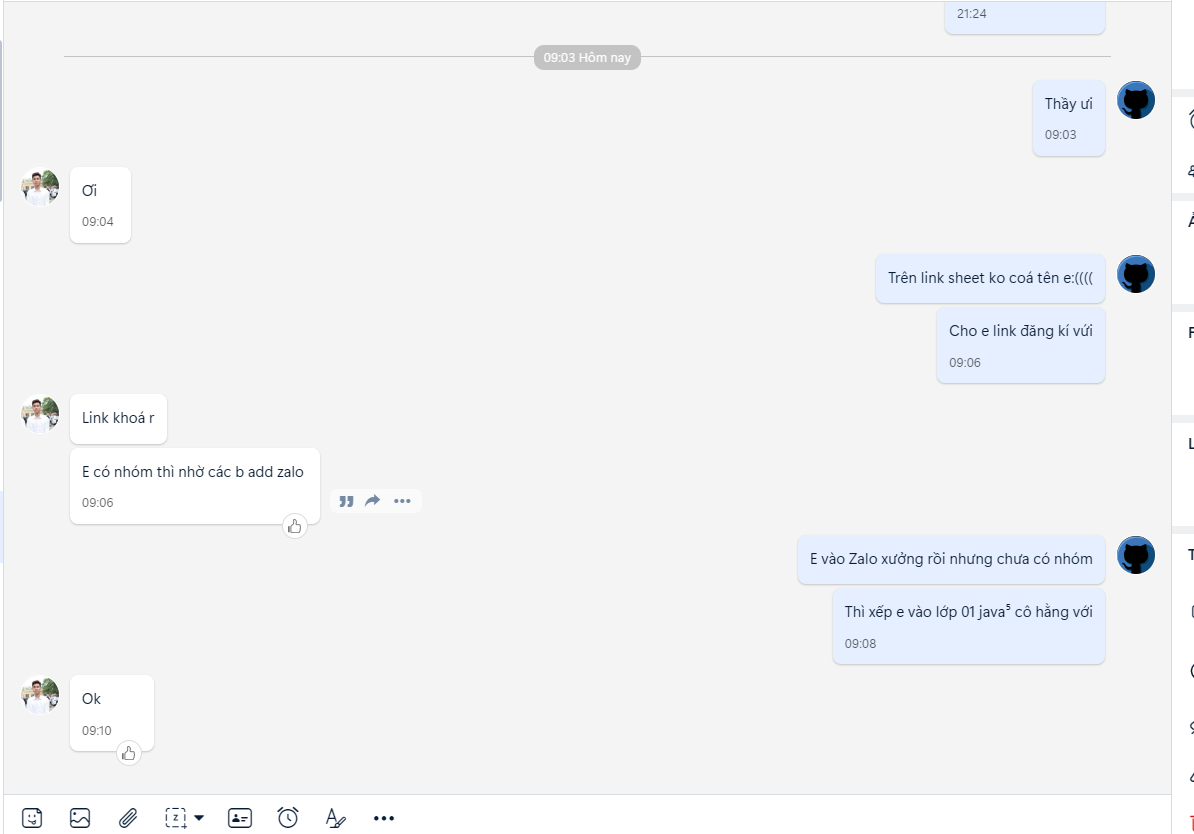 21:24
09:03 Hôm nay
Thầy ưi
09:03
Ơi
09:04
Trên link sheet ko coá tên e:((((
Cho e link đăng kí vứi
09:06
Link khoá r
E có nhóm thì nhờ các b add zalo
09:06
E vào Zalo xưởng rồi nhưng chưa có nhóm
Thì xếp e vào lớp 01 java⁵ cô hằng với
09:08
Ok
09:10